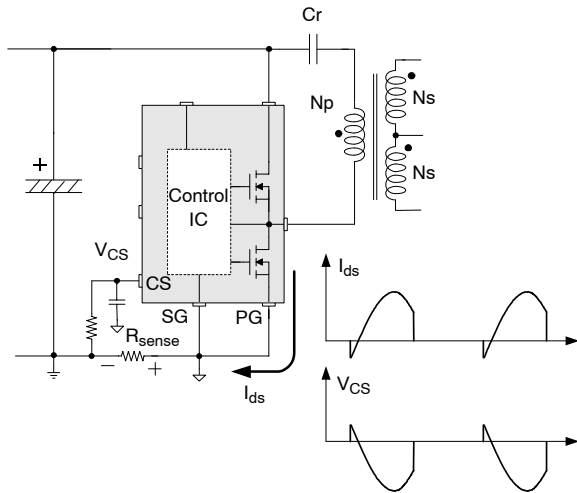 Cr
Np
Ns
Ns
+
Control
IC
VCS
CS
SG
PG
Rsense
− +
Ids
Ids
VCS